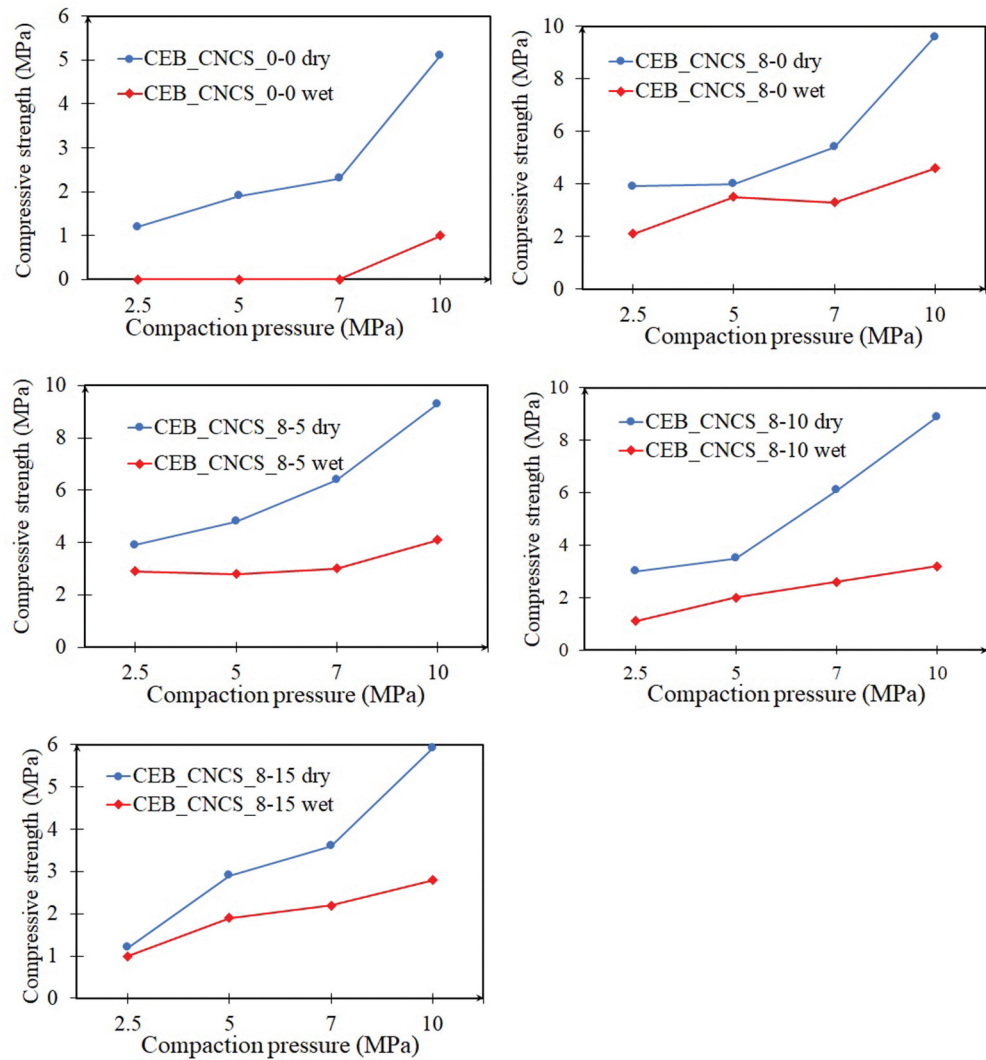 Compressive strength (MPa)
6
5
4
3
2
1
0
CEB_CNCS_0-0 dry
CEB_CNCS_0-0 wet
2.5 5 7 10
Compaction pressure (MPa)
Compressive strength (MPa)
10
8
6
4
2
0
CEB_CNCS_8-0 dry
CEB_CNCS_8-0 wet
2.5 5 7 10
Compaction pressure (MPa)
Compressive strength (MPa)
10
8
6
4
2
0
CEB_CNCS_8-5 dry
CEB_CNCS_8-5 wet
2.5 5 7 10
Compaction pressure (MPa)
Compressive strength (MPa)
10
8
6
4
2
0
CEB_CNCS_8-10 dry
CEB_CNCS_8-10 wet
2.5 5 7 10
Compaction pressure (MPa)
Compressive strength (MPa)
6
5
4
3
2
1
0
CEB_CNCS_8-15 dry
CEB_CNCS_8-15 wet
2.5 5 7 10
Compaction pressure (MPa)